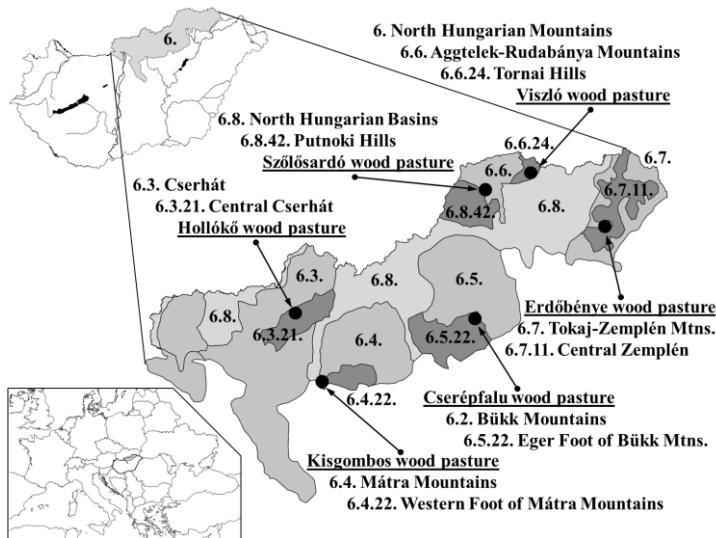 6.
6. North Hungarian Mountains
6.6. Aggtelek-Rudabánya Mountains
6.6.24. Tornai Hills
Viszló wood pasture
6.8. North Hungarian Basins
6.8.42. Putnoki Hills
Szőlősardó wood pasture
6.3. Cserhát
6.3.21. Central Cserhát
Hollókő wood pasture
6.6.24.
6.7.
6.6.
6.7.11.
6.8.42.
6.8.
6.3.
6.8.
6.5.
6.8.
6.3.21.
6.4.
6.5.22.
6.4.22.
Erdőbénye wood pasture
6.7. Tokaj-Zemplén Mtns.
6.7.11. Central Zemplén
Cserépfalu wood pasture
6.2. Bükk Mountains
6.5.22. Eger Foot of Bükk Mtns.
Kisgombos wood pasture
6.4. Mátra Mountains
6.4.22. Western Foot of Mátra Mountains